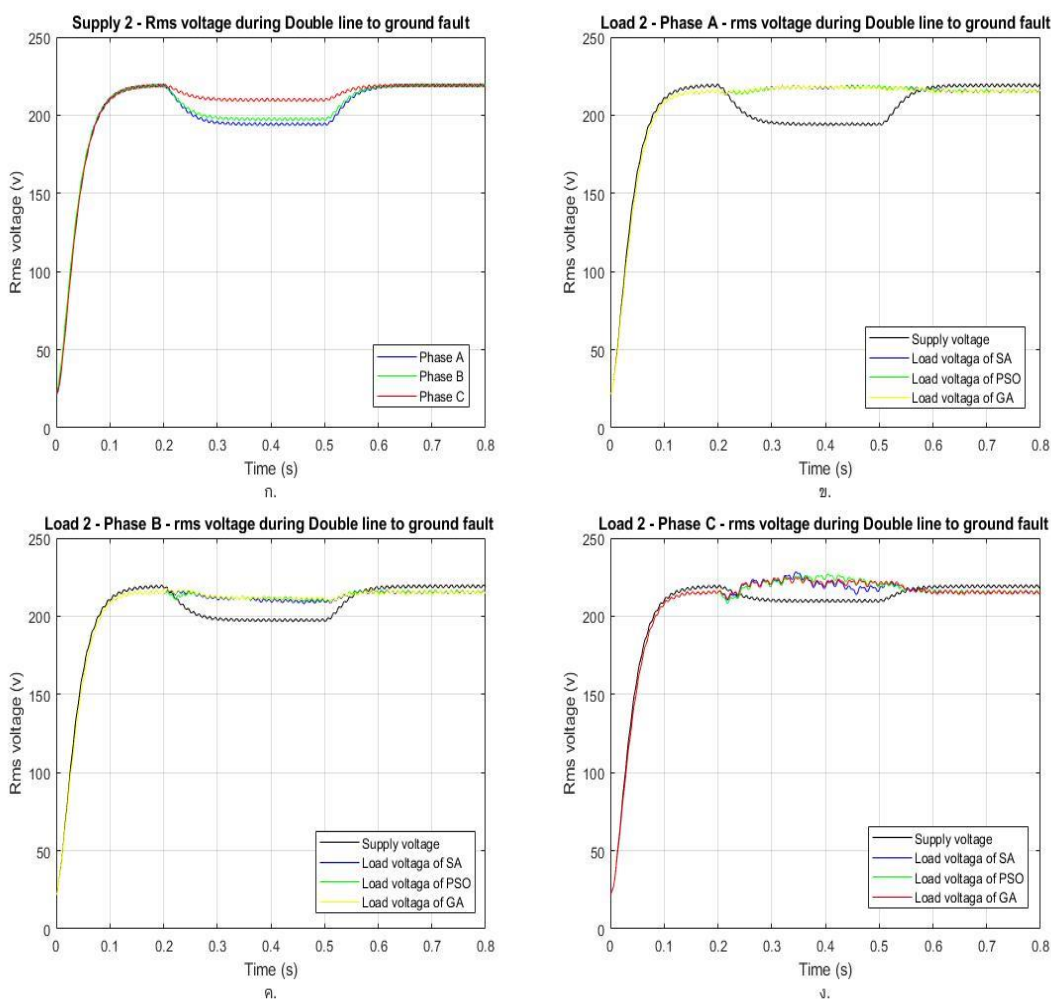 Supply 2 - Rms voltage during Double line to ground fault
250
200
150
100
50
0
Rms voltage (v)
Phase A
Phase B
Phase C
0 0.1 0.2 0.3 0.4 0.5 0.6 0.7 0.8
Time (s)
ก.
Load 2 - Phase A - rms voltage during Double line to ground fault
250
200
150
100
50
0
Rms voltage (v)
Supply voltage
Load voltaga of SA
Load voltaga of PSO
Load voltaga of GA
0 0.1 0.2 0.3 0.4 0.5 0.6 0.7 0.8
Time (s)
ข.
Load 2 - Phase B - rms voltage during Double line to ground fault
250
200
150
100
50
0
Rms voltage (v)
Supply voltage
Load voltaga of SA
Load voltaga of PSO
Load voltaga of GA
0 0.1 0.2 0.3 0.4 0.5 0.6 0.7 0.8
Time (s)
ค.
Load 2 - Phase C - rms voltage during Double line to ground fault
250
200
150
100
50
0
Rms voltage (v)
Supply voltage
Load voltaga of SA
Load voltaga of PSO
Load voltaga of GA
0 0.1 0.2 0.3 0.4 0.5 0.6 0.7 0.8
Time (s)
ง.